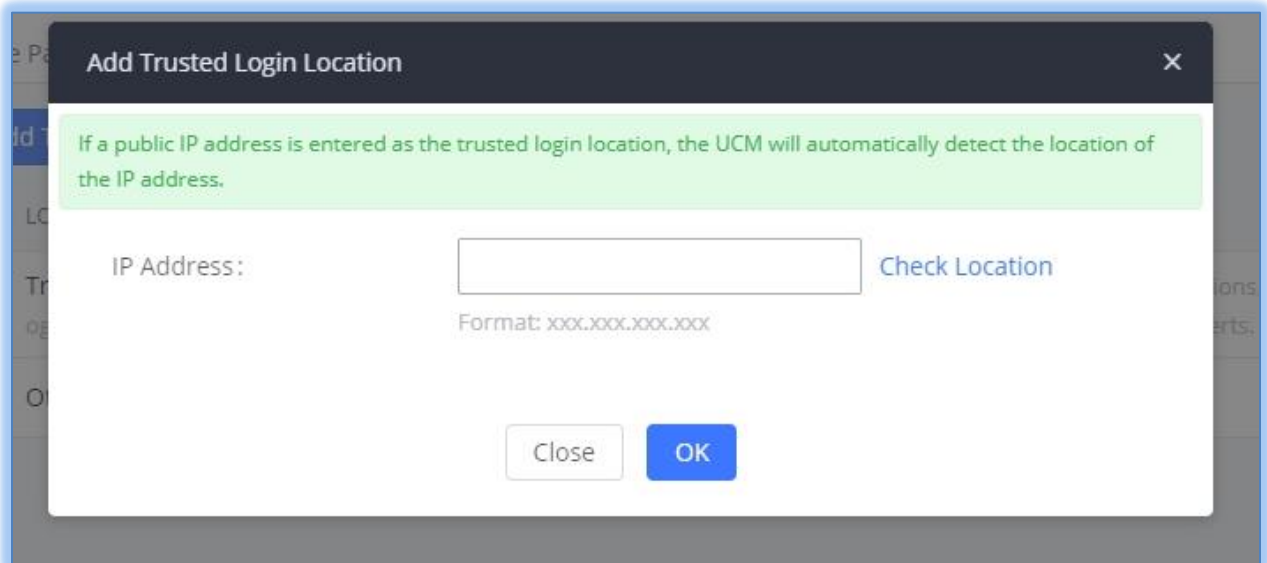 Add Trusted Login Location
×
If a public IP address is entered as the trusted login location, the UCM will automatically detect the location of
the IP address.
IP Address:
Check Location
Format: xxx.xxx.xxx.xxx
Close
OK